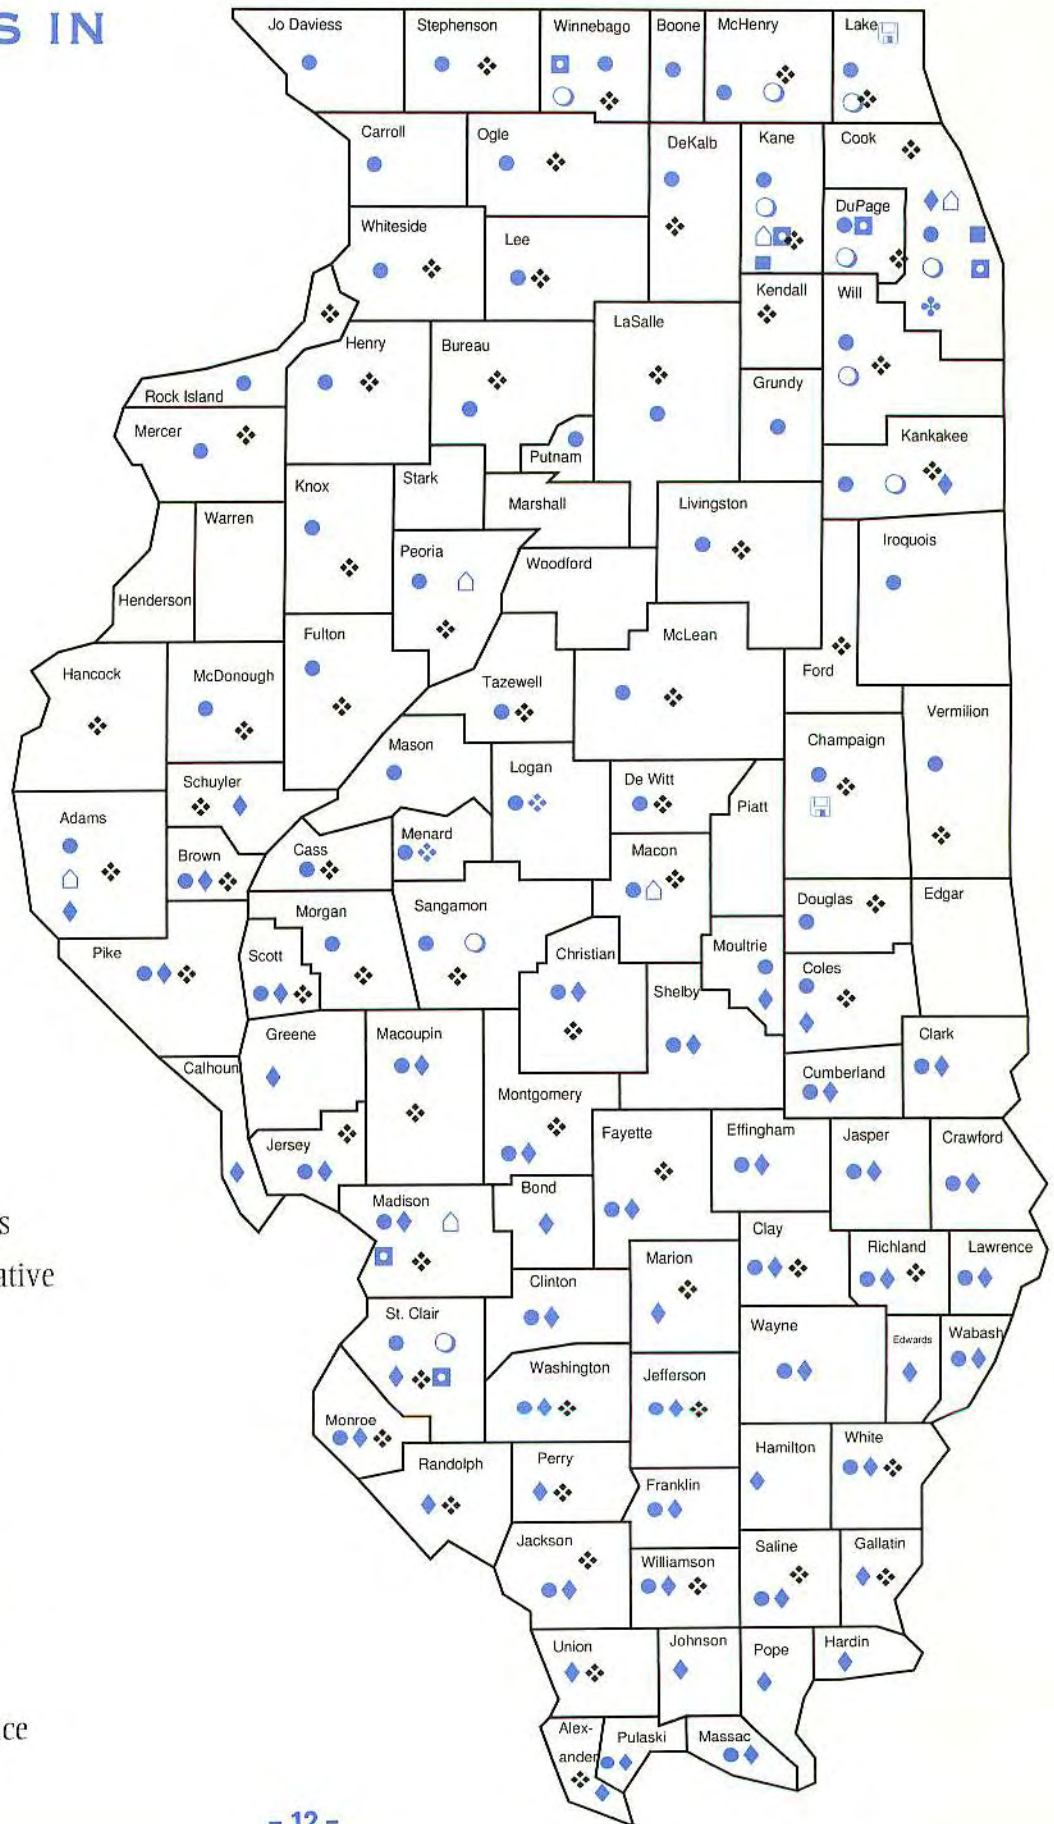 S IN
Jo Daviess
Stephenson
Winnebago
Boone
McHenry
Lake
Carroll
Ogle
DeKalb
Kane
Cook
DuPage
Whiteside
Lee
Kendall
Will
LaSalle
Henry
Bureau
Grundy
Rock Island
Mercer
Putnam
Kankakee
Stark
Knox
Marshall
Livingston
Warren
Peoria
Iroquois
Woodford
Henderson
Fulton
McLean
Hancock
McDonough
Ford
Tazewell
Vermilion
Mason
Champaign
Logan
De Witt
Schuyler
Piatt
Adams
Menard
Cass
Brown
Macon
Douglas
Edgar
Morgan
Sangamon
Pike
Scott
Christian
Moultrie
Coles
Shelby
Greene
Macoupin
Clark
Calhoun
Cumberland
Montgomery
Fayette
Effingham
Jasper
Crawford
Jersey
Bond
Madison
s
Clay
Richland
Lawrence
Marion
ative
Clinton
St. Clair
Wayne
Edwards
Wabash
Washington
Jefferson
Monroe
White
Hamilton
Randolph
Perry
Franklin
Jackson
Saline
Gallatin
Williamson
Union
Johnson
Pope
Hardin
Alex-
ander
Pulaski
Massac
ce
- 12 -